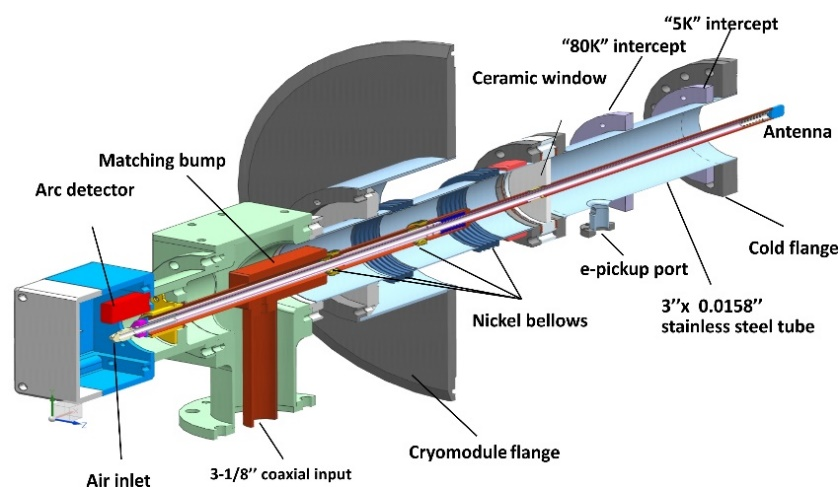 “5K” intercept
“80K” intercept
Ceramic window
Antenna
Matching bump
Arc detector
Cold flange
e-pickup port
3’’x 0.0158’’
stainless steel tube
Nickel bellows
Cryomodule flange
Air inlet
3-1/8’’ coaxial input